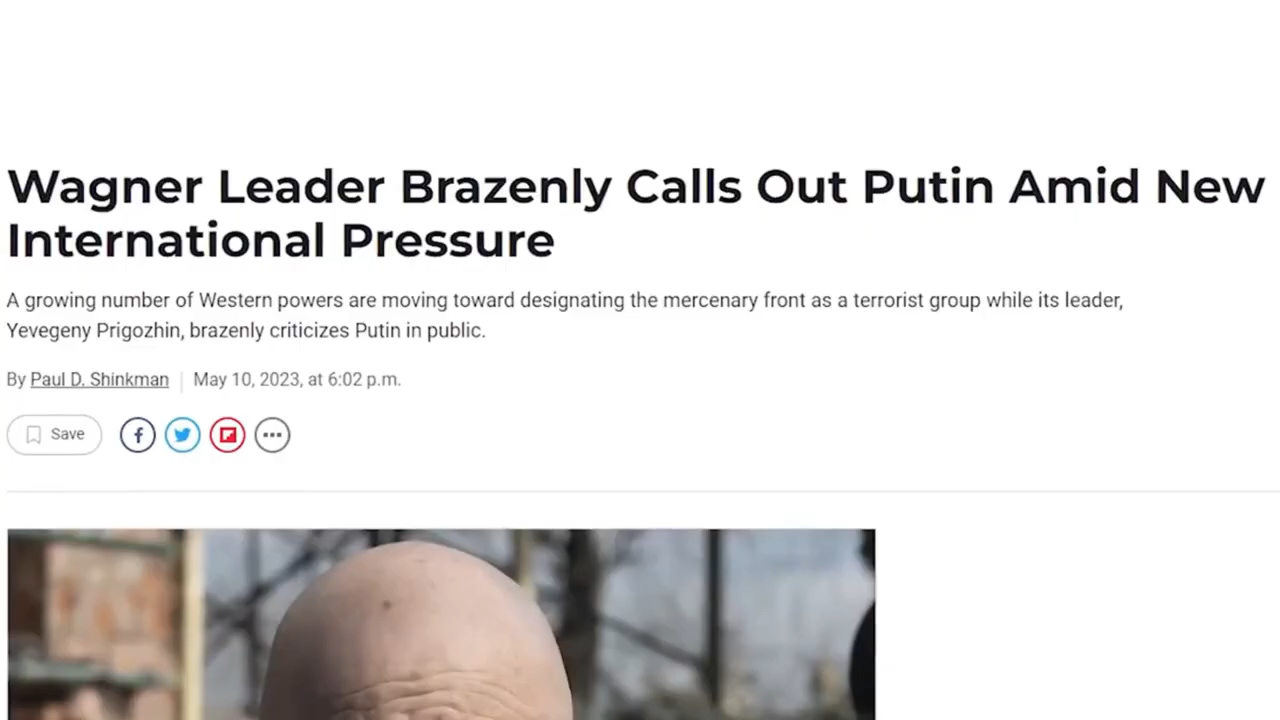 Wagner Leader Brazenly Calls Out Putin Amid New
International Pressure
A growing number of Western powers are moving toward designating the mercenary front as a terrorist group while its leader,
Yevegeny Prigozhin, brazenly criticizes Putin in public.
By Paul D. Shinkman | May 10, 2023, at 6:02 p.m.
Save